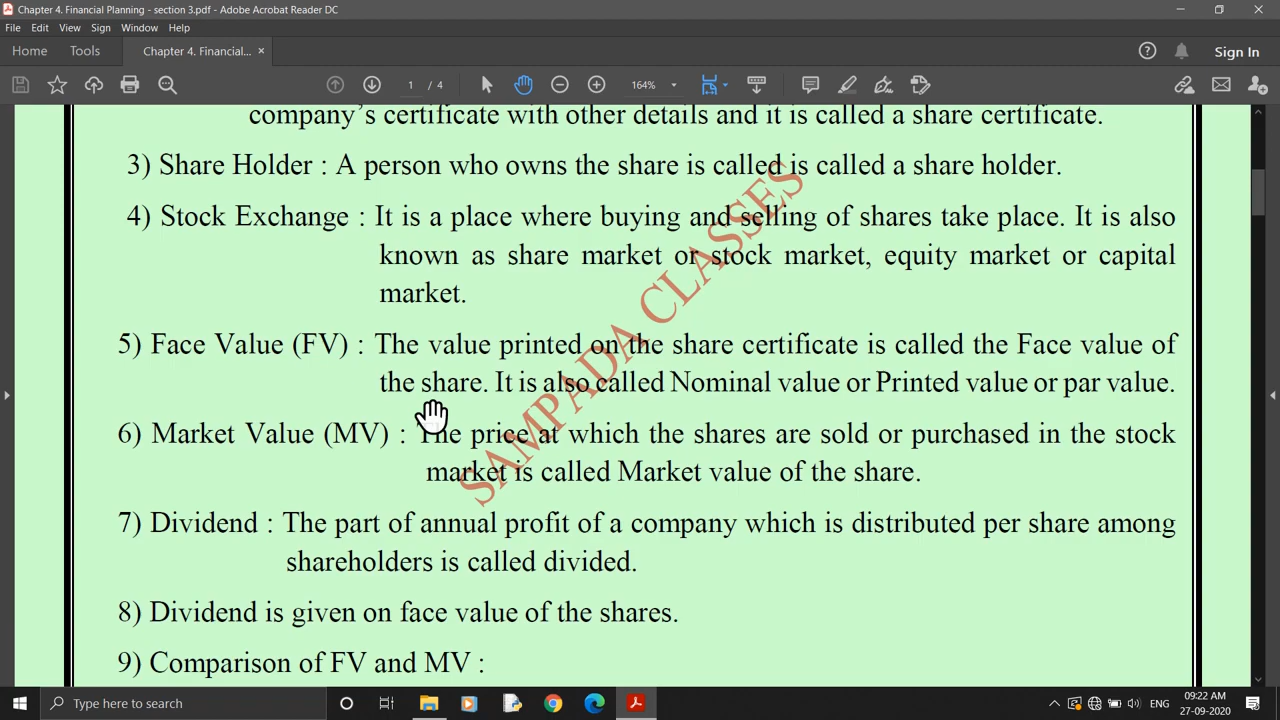 Chapter 4. Financial Planning - section 3.pdf - Adobe Acrobat Reader DC
File Edit View Sign Window Help
Home Tools Chapter 4. Financial... × Sign In
1 / 4 164%
company's certificate with other details and it is called a share certificate.
3) Share Holder : A person who owns the share is called is called a share holder.
4) Stock Exchange : It is a place where buying and selling of shares take place. It is also
known as share market or stock market, equity market or capital
market.
5) Face Value (FV) : The value printed on the share certificate is called the Face value of
the share. It is also called Nominal value or Printed value or par value.
6) Market Value (MV) : The price at which the shares are sold or purchased in the stock
market is called Market value of the share.
7) Dividend : The part of annual profit of a company which is distributed per share among
shareholders is called divided.
8) Dividend is given on face value of the shares.
9) Comparison of FV and MV :
SAMPADA CLASSES
Type here to search
ENG 09:22 AM
27-09-2020